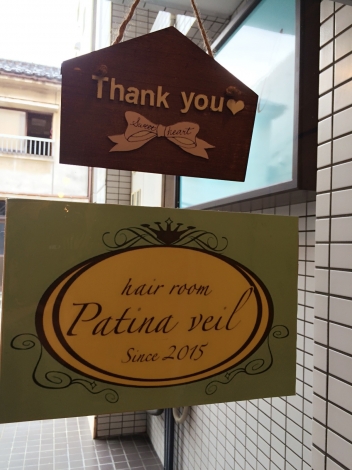 Thank you
Sweet heart
hair room
Patina veil
Since 2015